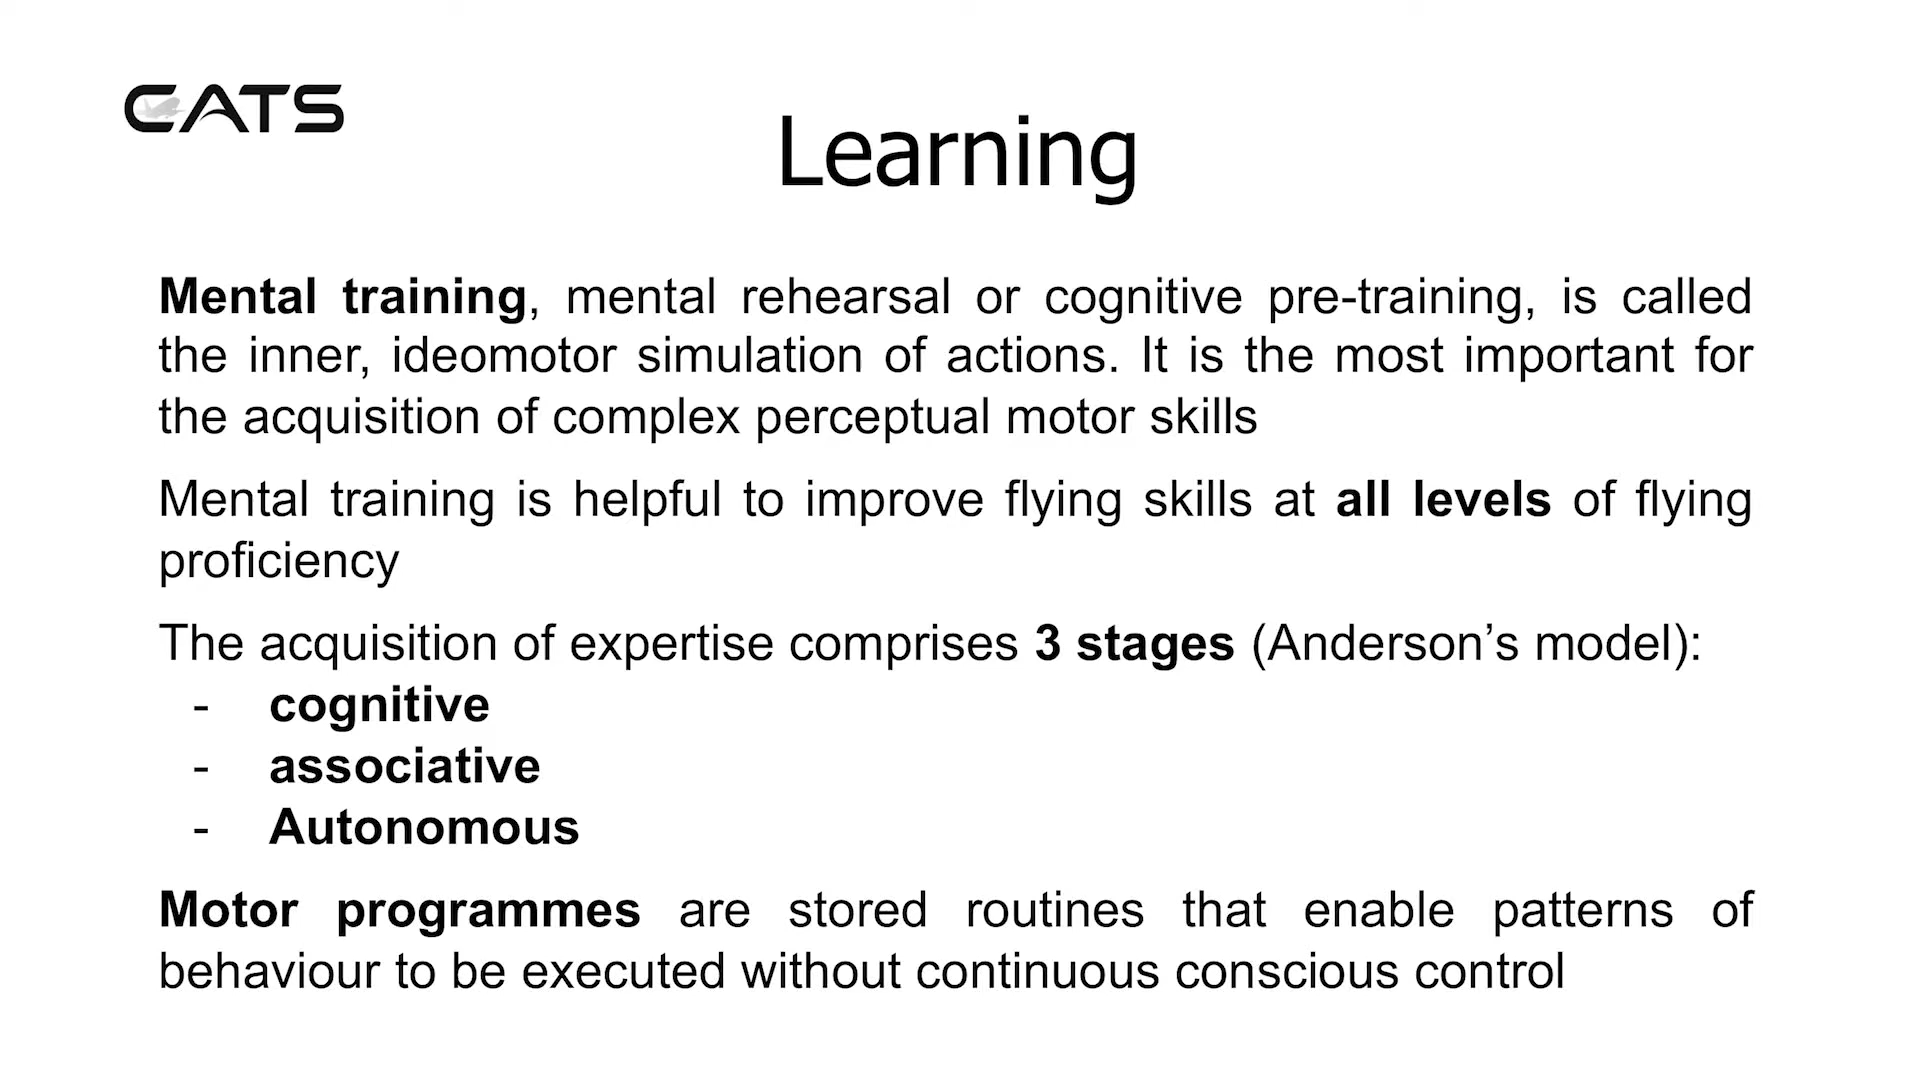 CATS
Learning
Mental training, mental rehearsal or cognitive pre-training, is called
the inner, ideomotor simulation of actions. It is the most important for
the acquisition of complex perceptual motor skills
Mental training is helpful to improve flying skills at all levels of flying
proficiency
The acquisition of expertise comprises 3 stages (Anderson’s model):
- cognitive
- associative
- Autonomous
Motor programmes are stored routines that enable patterns of
behaviour to be executed without continuous conscious control